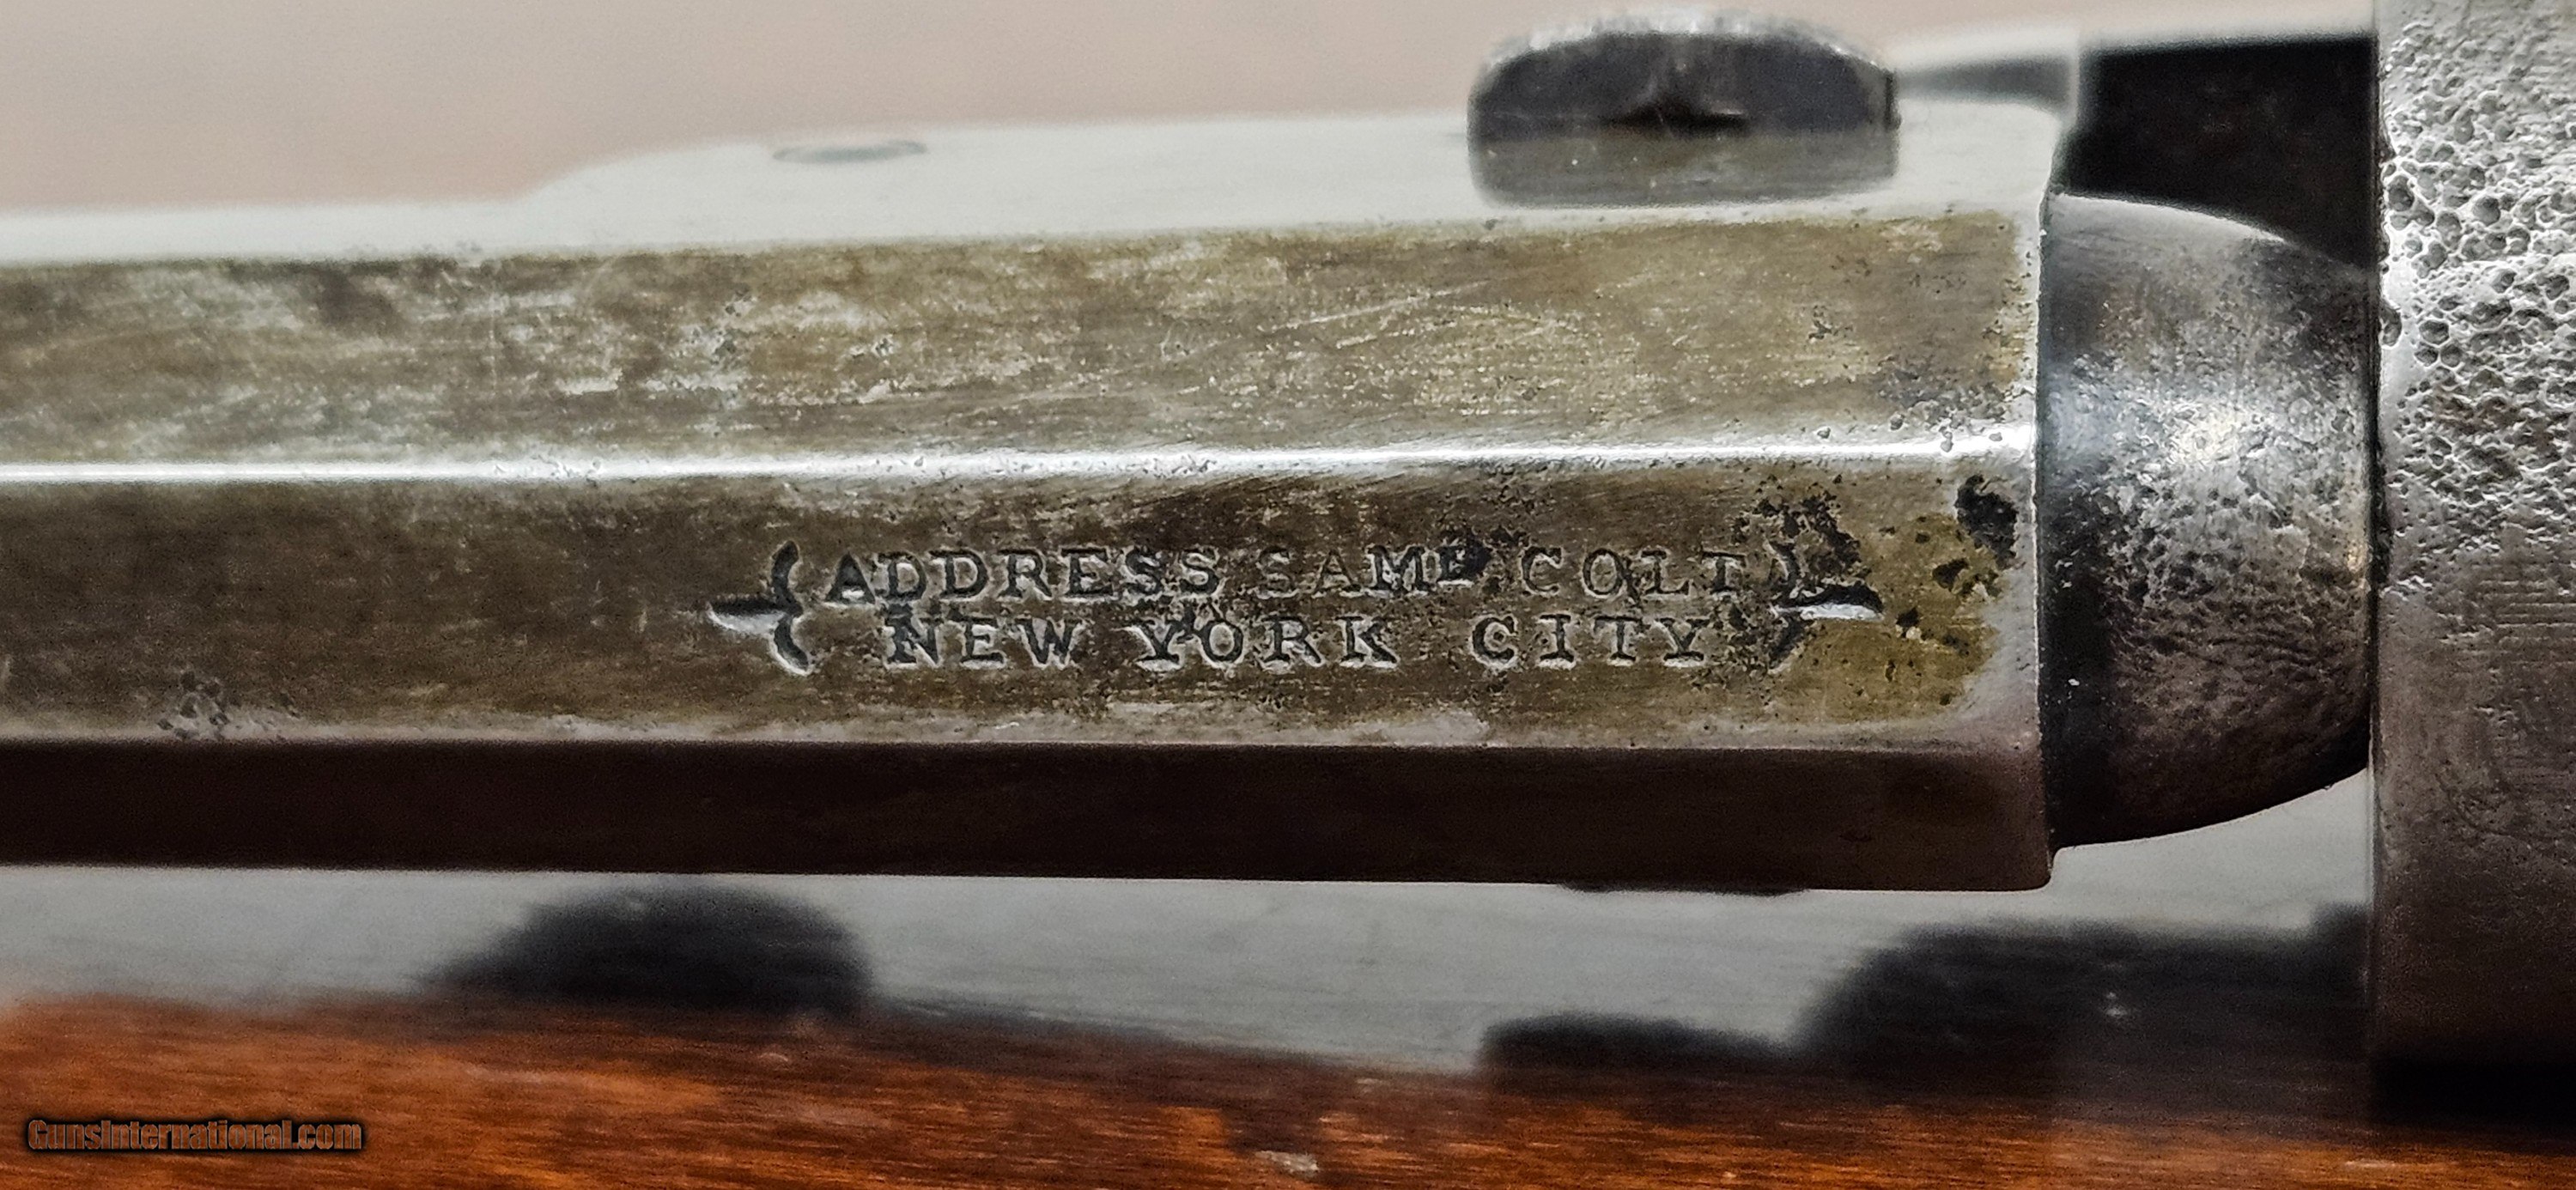 ADDRESS SAML COLT
NEW YORK CITY
GunsInternational.com